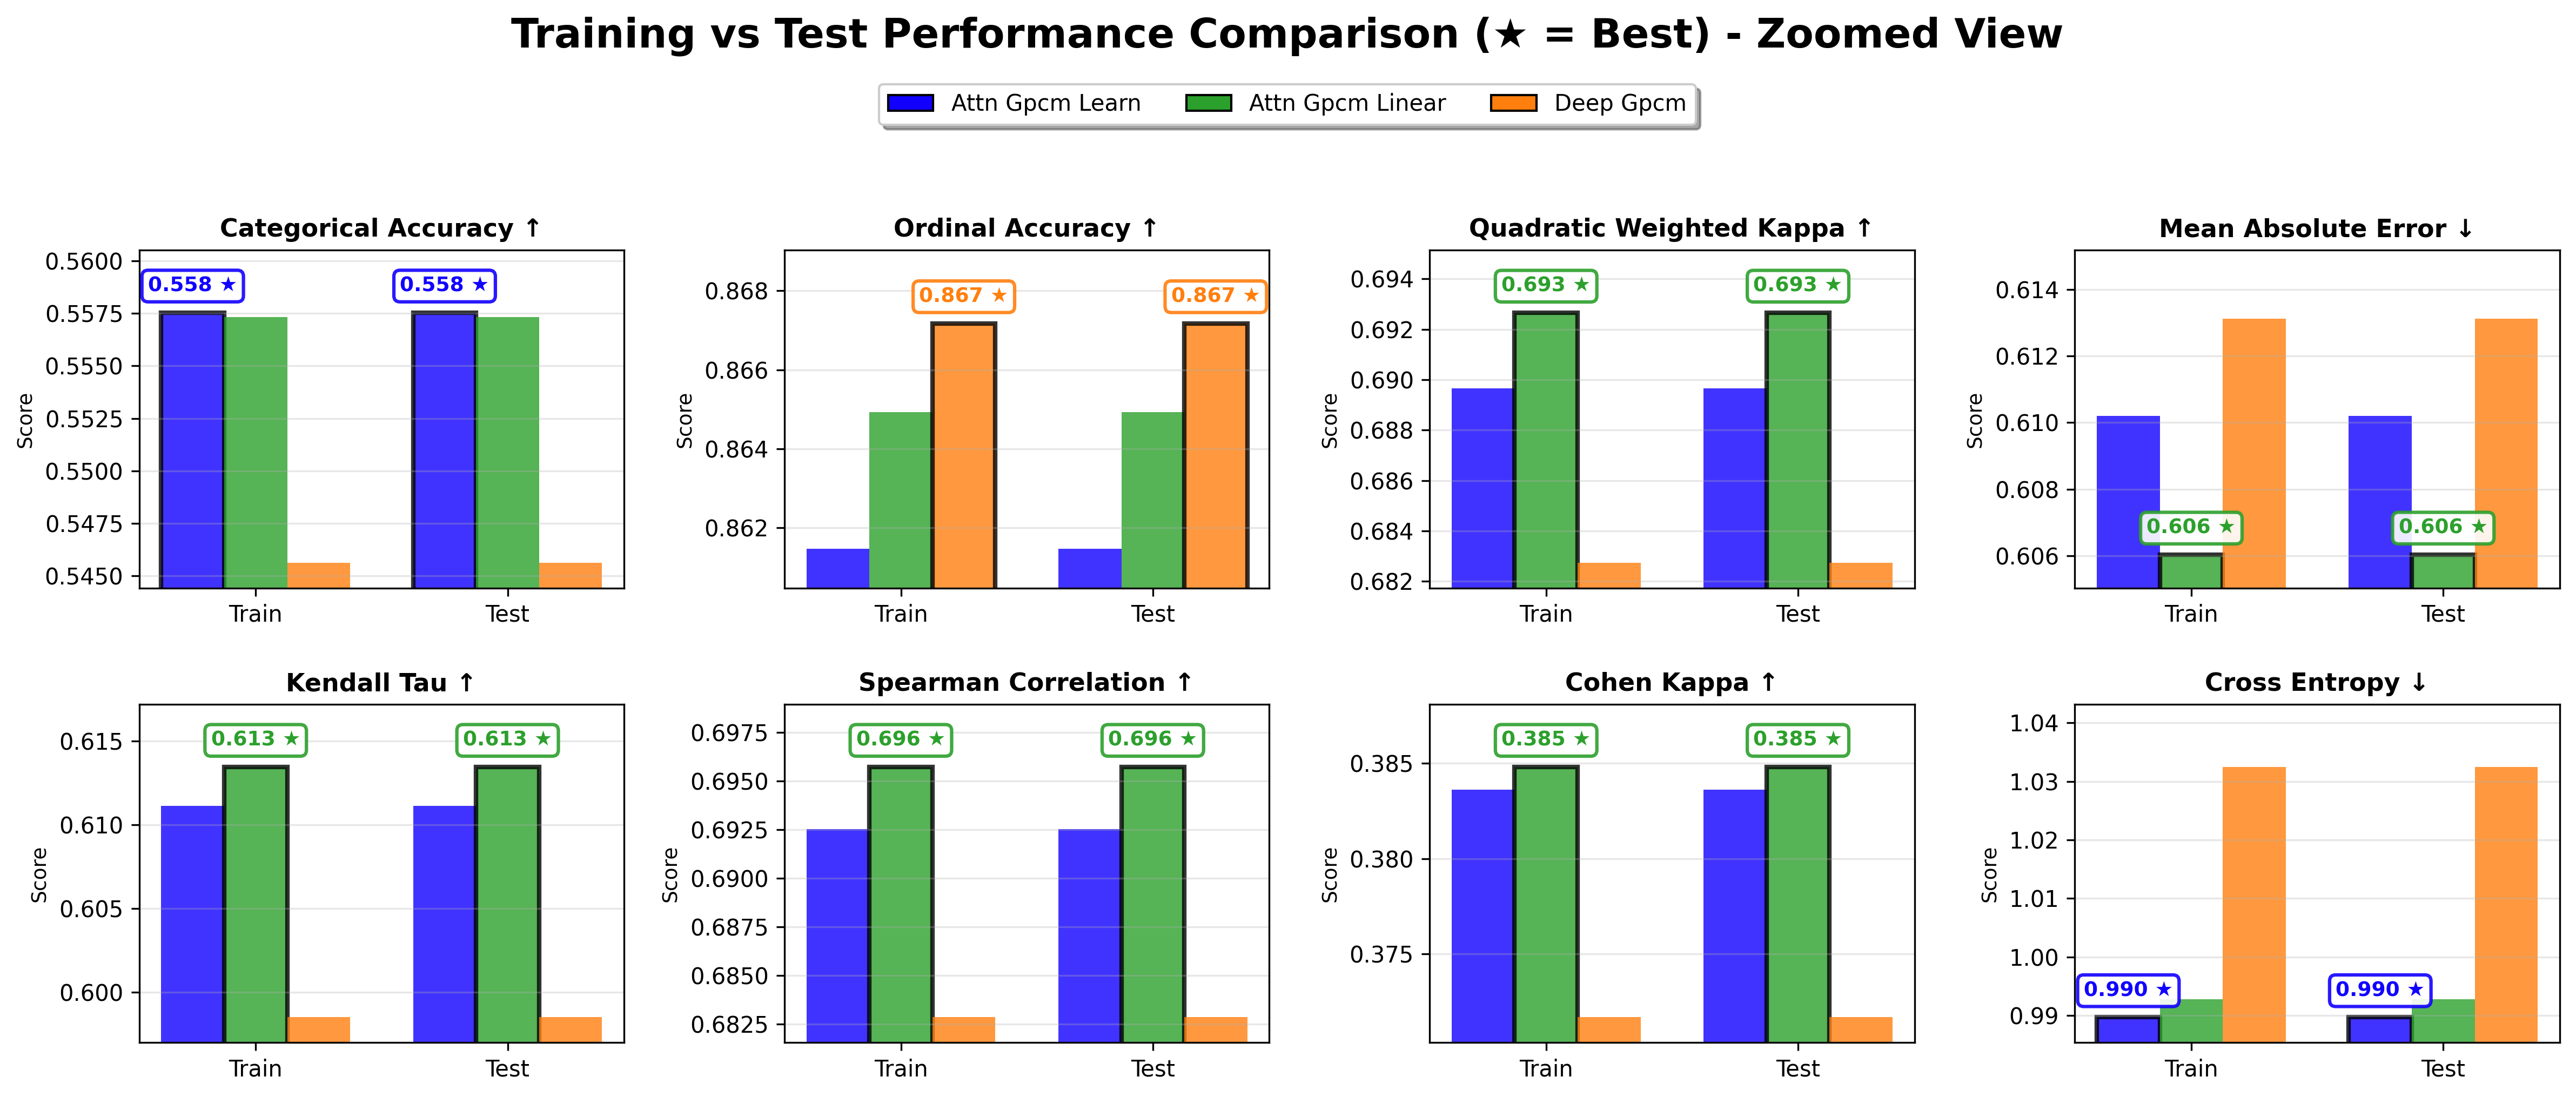 Training vs Test Performance Comparison (★ = Best) - Zoomed View
Attn Gpcm Learn Attn Gpcm Linear Deep Gpcm
Categorical Accuracy ↑
Score
0.5600
0.5575
0.5550
0.5525
0.5500
0.5475
0.5450
0.558 ★
0.558 ★
Train Test
Ordinal Accuracy ↑
Score
0.868
0.866
0.864
0.862
0.867 ★
0.867 ★
Train Test
Quadratic Weighted Kappa ↑
Score
0.694
0.692
0.690
0.688
0.686
0.684
0.682
0.693 ★
0.693 ★
Train Test
Mean Absolute Error ↓
Score
0.614
0.612
0.610
0.608
0.606
0.606 ★
0.606 ★
Train Test
Kendall Tau ↑
Score
0.615
0.610
0.605
0.600
0.613 ★
0.613 ★
Train Test
Spearman Correlation ↑
Score
0.6975
0.6950
0.6925
0.6900
0.6875
0.6850
0.6825
0.696 ★
0.696 ★
Train Test
Cohen Kappa ↑
Score
0.385
0.380
0.375
0.385 ★
0.385 ★
Train Test
Cross Entropy ↓
Score
1.04
1.03
1.02
1.01
1.00
0.99
0.990 ★
0.990 ★
Train Test